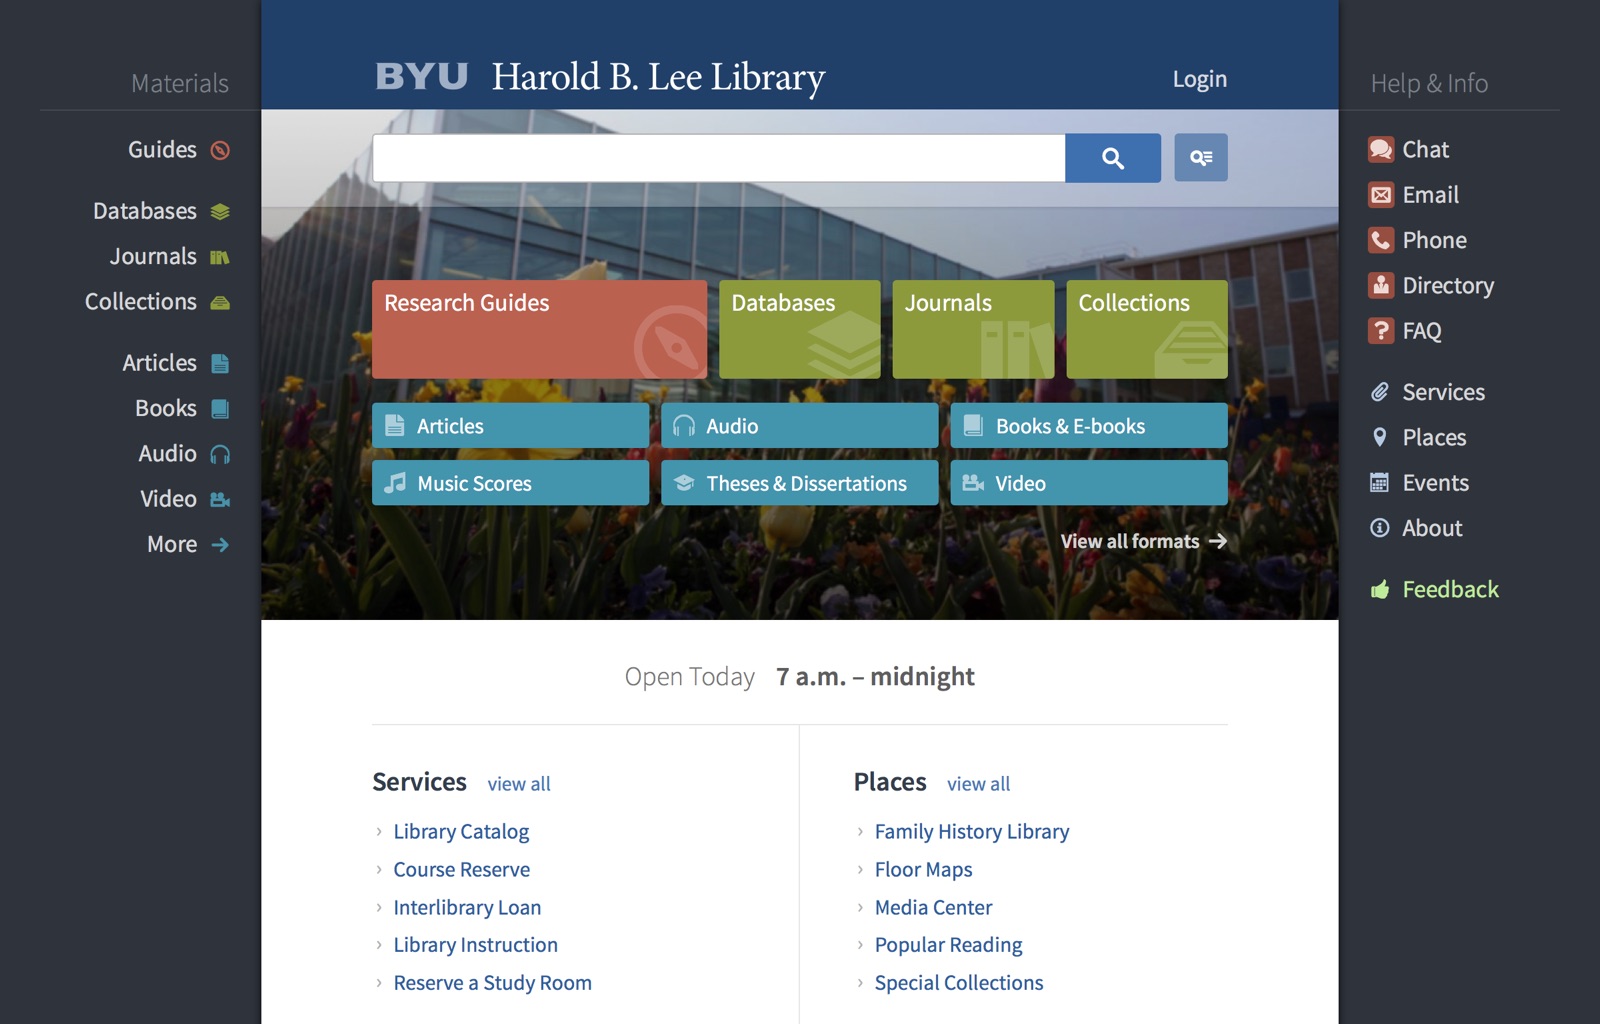 Materials
Guides
Databases
Journals
Collections
Articles
Books
Audio
Video
More
BYU Harold B. Lee Library
Login
Research Guides
Databases
Journals
Collections
Articles
Audio
Books & E-books
Music Scores
Theses & Dissertations
Video
View all formats
Open Today 7 a.m. – midnight
Services view all
Library Catalog
Course Reserve
Interlibrary Loan
Library Instruction
Reserve a Study Room
Places view all
Family History Library
Floor Maps
Media Center
Popular Reading
Special Collections
Help & Info
Chat
Email
Phone
Directory
FAQ
Services
Places
Events
About
Feedback